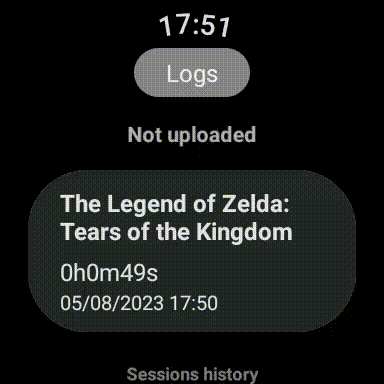 17:51
Logs
Not uploaded
The Legend of Zelda:
Tears of the Kingdom
0h0m49s
05/08/2023 17:50
Sessions history